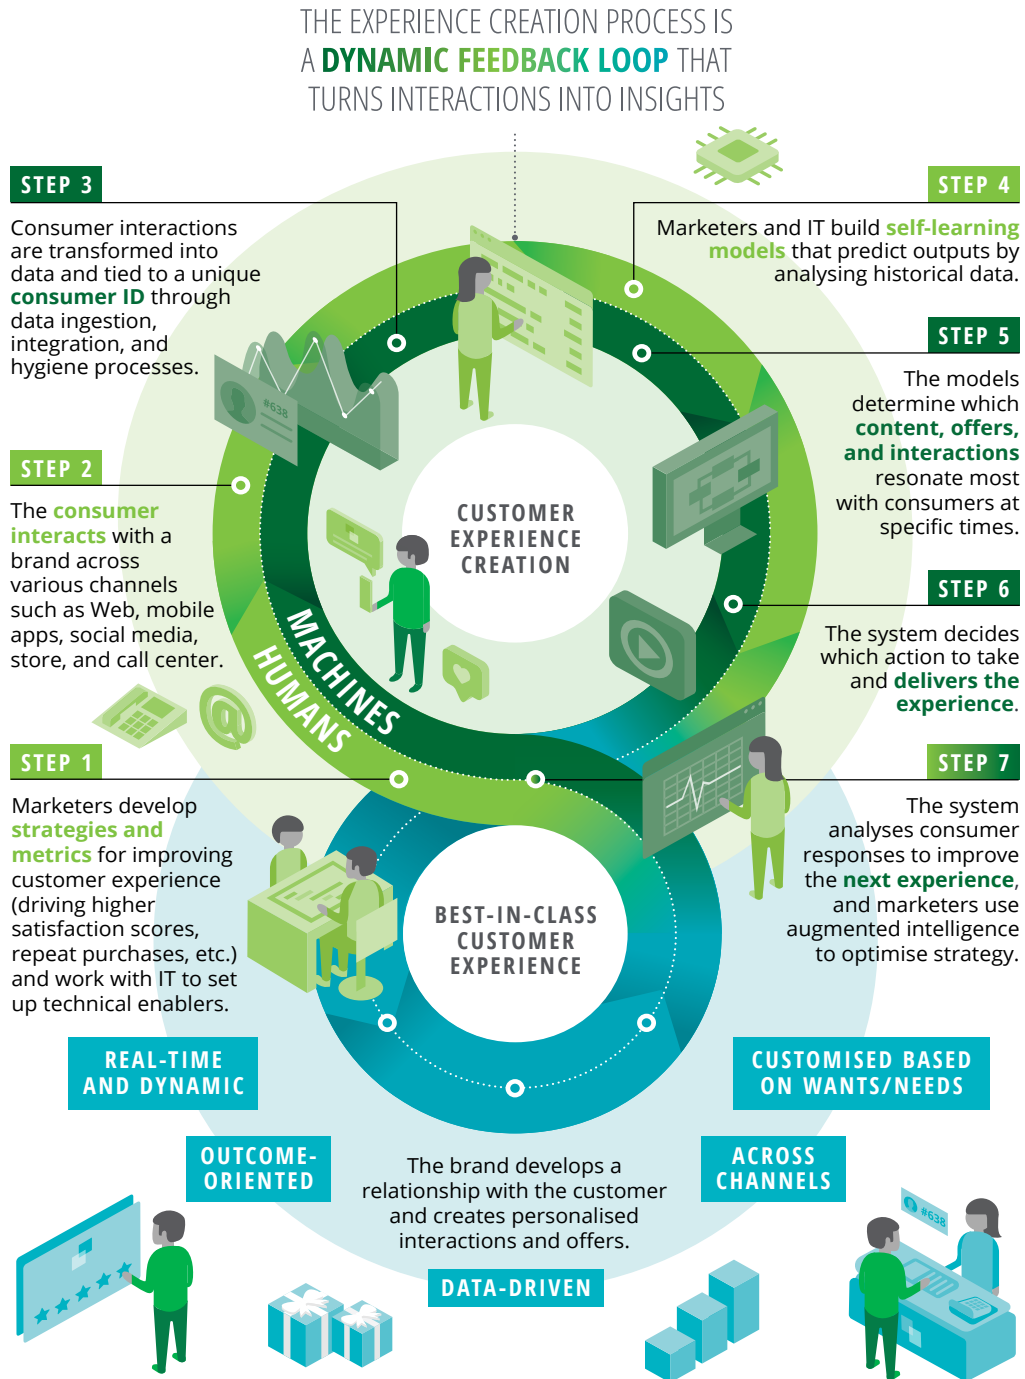 THE EXPERIENCE CREATION PROCESS IS
A DYNAMIC FEEDBACK LOOP THAT
TURNS INTERACTIONS INTO INSIGHTS
STEP 3
Consumer interactions
are transformed into
data and tied to a unique
consumer ID through
data ingestion,
integration, and
hygiene processes.
STEP 4
Marketers and IT build self-learning
models that predict outputs by
analysing historical data.
STEP 5
The models
determine which
content, offers,
and interactions
resonate most
with consumers at
specific times.
#638
STEP 2
The consumer
interacts with a
brand across
various channels
such as Web, mobile
apps, social media,
store, and call center.
CUSTOMER
EXPERIENCE
CREATION
STEP 6
The system decides
which action to take
and delivers the
experience.
MACHINES
HUMANS
@
STEP 1
Marketers develop
strategies and
metrics for improving
customer experience
(driving higher
satisfaction scores,
repeat purchases, etc.)
and work with IT to set
up technical enablers.
STEP 7
The system
analyses consumer
responses to improve
the next experience,
and marketers use
augmented intelligence
to optimise strategy.
BEST-IN-CLASS
CUSTOMER
EXPERIENCE
REAL-TIME
AND DYNAMIC
CUSTOMISED BASED
ON WANTS/NEEDS
OUTCOME-
ORIENTED
ACROSS
CHANNELS
The brand develops a
relationship with the customer
and creates personalised
interactions and offers.
DATA-DRIVEN
#638